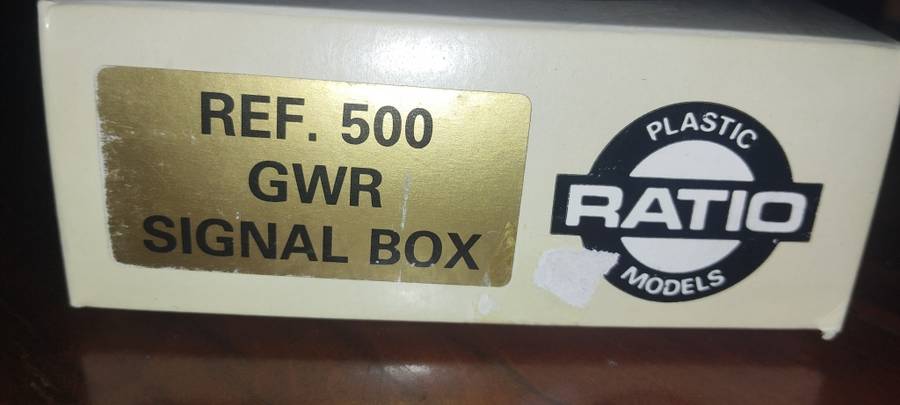 REF. 500
GWR
SIGNAL BOX
PLASTIC
RATIO
MODELS